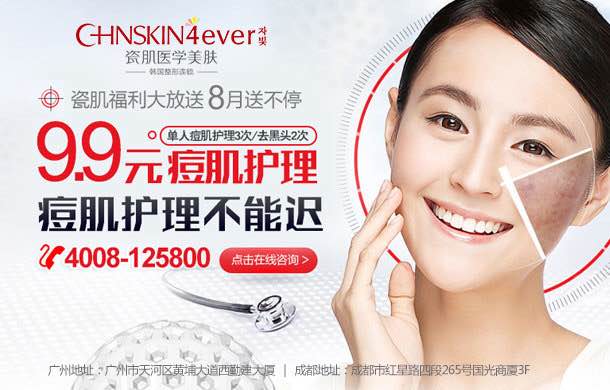 CHNSKIN4ever 자빛
瓷肌医学美肤
韩国整形连锁
瓷肌福利大放送 8月送不停
单人痘肌护理3次/去黑头2次
9.9元 痘肌护理
痘肌护理不能迟
4008-125800 点击在线咨询 >
广州地址：广州市天河区黄埔大道西勤建大厦 | 成都地址：成都市红星路四段265号国光商厦3F